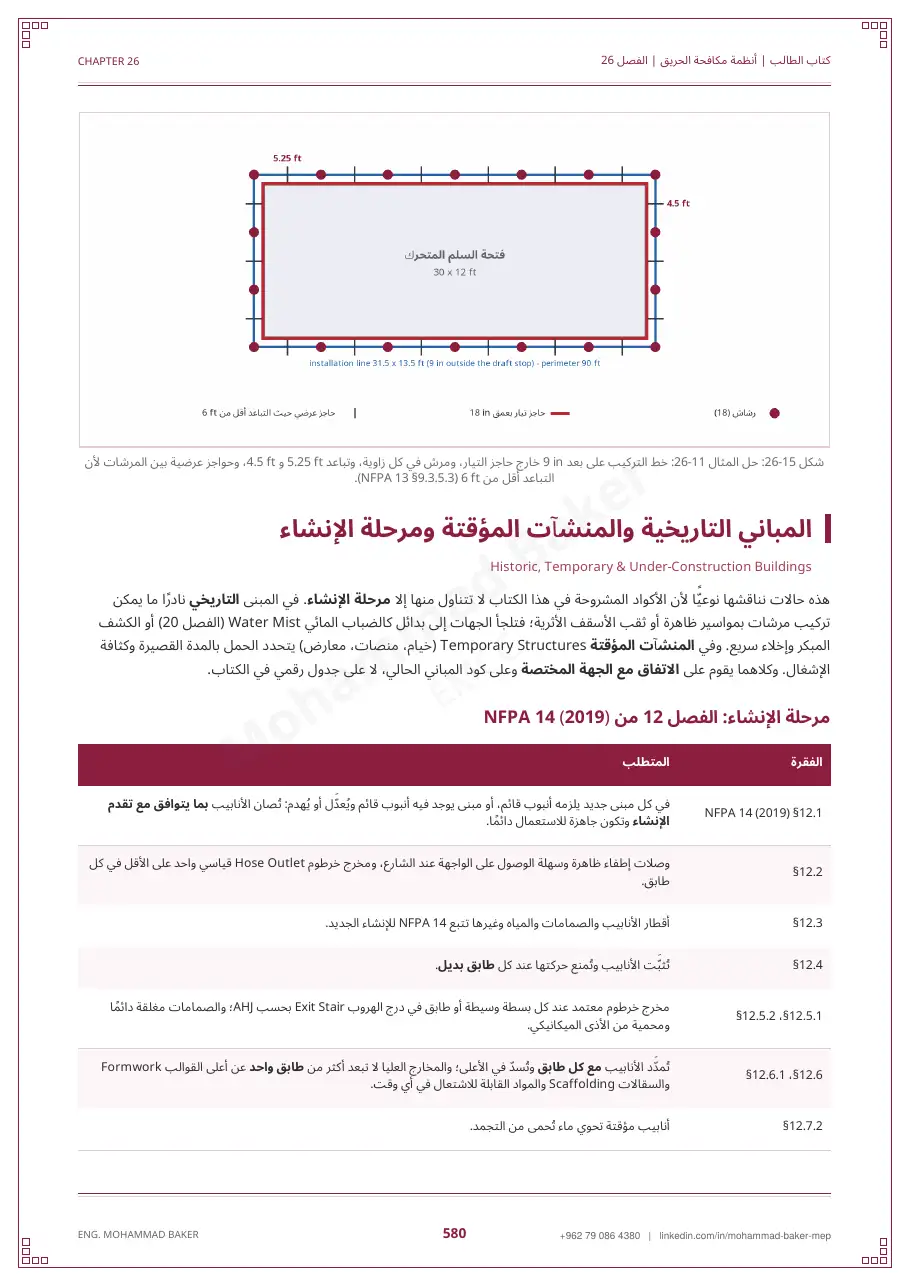 كتاب الطالب | أنظمة مكافحة الحريق | الفصل 26
CHAPTER 26
5.25 ft
4.5 ft
فتحة السلم المتحرك
30 x 12 ft
installation line 31.5 x 13.5 ft (9 in outside the draft stop) - perimeter 90 ft
رشاش (18)
حاجز تيار بعمق 18 in
حاجز عرضي حيث التباعد أقل من 6 ft
شكل 15-26: حل المثال 11-26: خط التركيب على بعد 9 in خارج حاجز التيار، ومرش في كل زاوية، وتباعد 5.25 ft و 4.5 ft، وحواجز عرضية بين المرشات لأن
التباعد أقل من 6 ft (NFPA 13 §9.3.5.3).
المباني التاريخية والمنشآت المؤقتة ومرحلة الإنشاء
Historic, Temporary & Under-Construction Buildings
هذه حالات نناقشها نوعيًّا لأن الأكواد المشروحة في هذا الكتاب لا تتناول منها إلا مرحلة الإنشاء. في المبنى التاريخي نادرًا ما يمكن
تركيب مرشات بمواسير ظاهرة أو ثقب الأسقف الأثرية؛ فتلجأ الجهات إلى بدائل كالضباب المائي Water Mist (الفصل 20) أو الكشف
المبكر وإخلاء سريع. وفي المنشآت المؤقتة Temporary Structures (خيام، منصات، معارض) يتحدد الحمل بالمدة القصيرة وكثافة
الإشغال. وكلاهما يقوم على الاتفاق مع الجهة المختصة وعلى كود المباني الحالي، لا على جدول رقمي في الكتاب.
مرحلة الإنشاء: الفصل 12 من NFPA 14 (2019)
الفقرة المتطلب
NFPA 14 (2019) §12.1 في كل مبنى جديد يلزمه أنبوب قائم، أو مبنى يوجد فيه أنبوب قائم ويُعدَّل أو يُهدم: تُصان الأنابيب بما يتوافق مع تقدم
الإنشاء وتكون جاهزة للاستعمال دائمًا.
§12.2 وصلات إطفاء ظاهرة وسهلة الوصول على الواجهة عند الشارع، ومخرج خرطوم Hose Outlet قياسي واحد على الأقل في كل
طابق.
§12.3 أقطار الأنابيب والصمامات والمياه وغيرها تتبع NFPA 14 للإنشاء الجديد.
§12.4 تُثبَّت الأنابيب وتُمنع حركتها عند كل طابق بديل.
§12.5.1، §12.5.2 مخرج خرطوم معتمد عند كل بسطة وسيطة أو طابق في درج الهروب Exit Stair بحسب AHJ؛ والصمامات مغلقة دائمًا
ومحمية من الأذى الميكانيكي.
§12.6، §12.6.1 تُمدَّد الأنابيب مع كل طابق وتُسدّ في الأعلى؛ والمخارج العليا لا تبعد أكثر من طابق واحد عن أعلى القوالب Formwork
والسقالات Scaffolding والمواد القابلة للاشتعال في أي وقت.
§12.7.2 أنابيب مؤقتة تحوي ماء تُحمى من التجمد.
Mohammad Baker
ENG. MOHAMMAD BAKER
580
+962 79 086 4380 | linkedin.com/in/mohammad-baker-mep